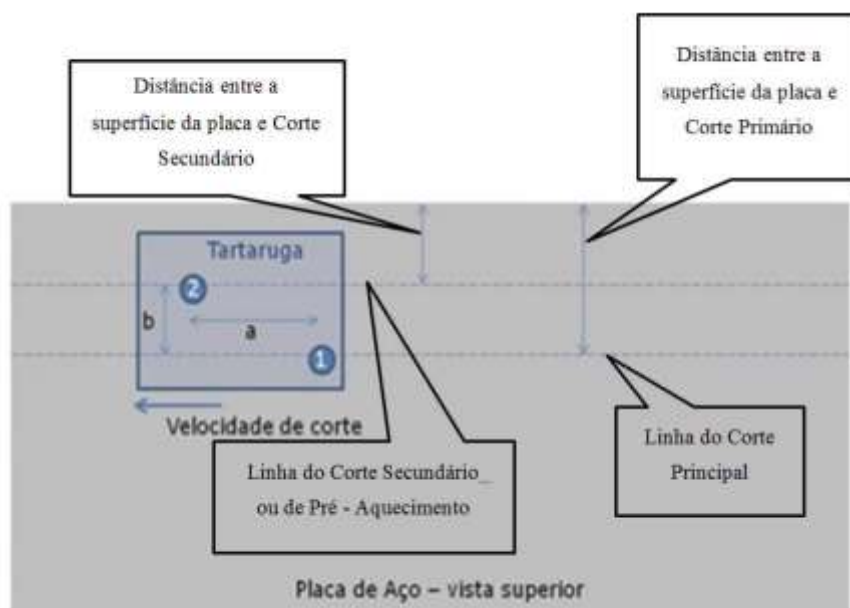 Distância entre a
superfície da placa e Corte
Secundário
Distância entre a
superfície da placa e
Corte Primário
Tartaruga
2
b
a
1
Velocidade de corte
Linha do Corte Secundário_
ou de Pré - Aquecimento
Linha do Corte
Principal
Placa de Aço – vista superior